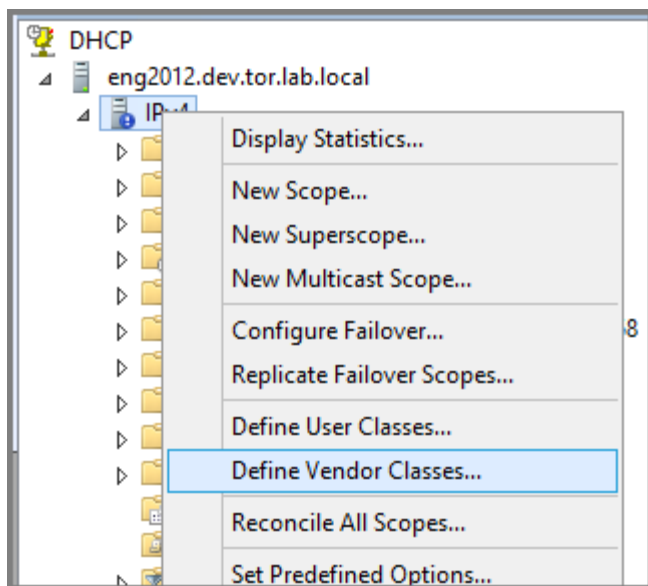 DHCP
eng2012.dev.tor.lab.local
IPv4
Display Statistics...
New Scope...
New Superscope...
New Multicast Scope...
Configure Failover...
Replicate Failover Scopes...
Define User Classes...
Define Vendor Classes...
Reconcile All Scopes...
Set Predefined Options...